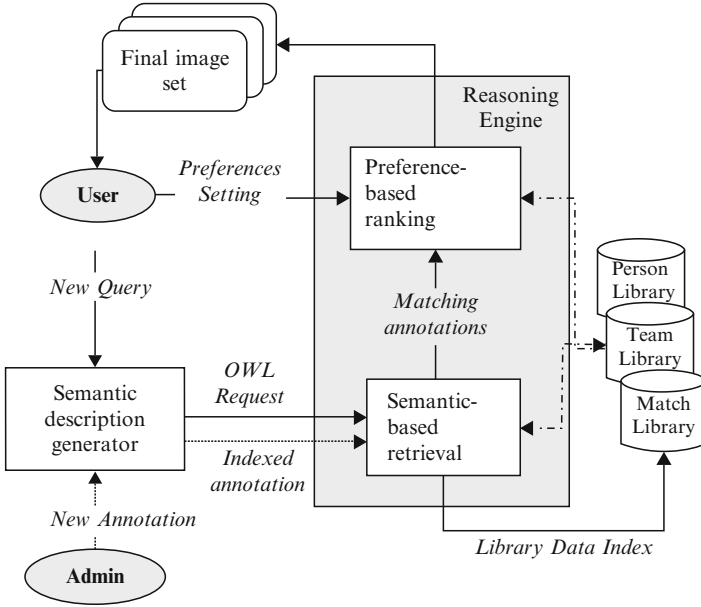 Final image
set
Reasoning
Engine
User
Preferences
Setting
Preference-
based
ranking
New Query
Matching
annotations
Person
Library
Team
Library
Match
Library
Semantic
description
generator
OWL
Request
Indexed
annotation
Semantic-
based
retrieval
New Annotation
Library Data Index
Admin